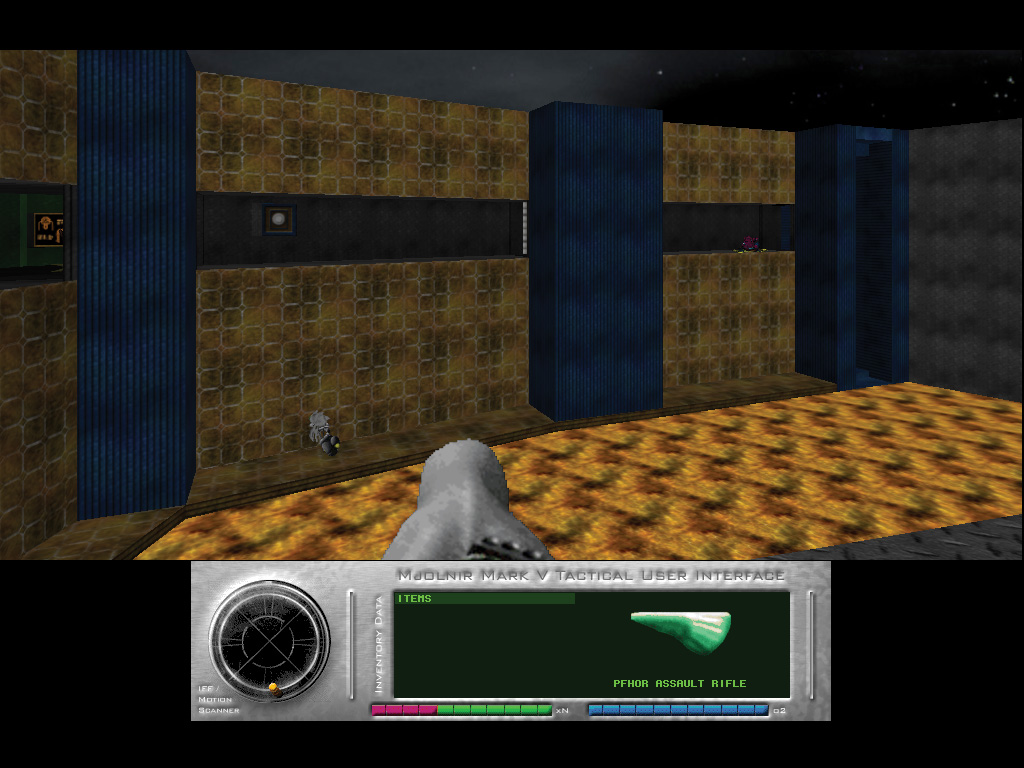 Mjolnir Mark V Tactical User Interface
Inventory Data
ITEMS
PFHOR ASSAULT RIFLE
IFF/
Motion
Scanner
xN
o2